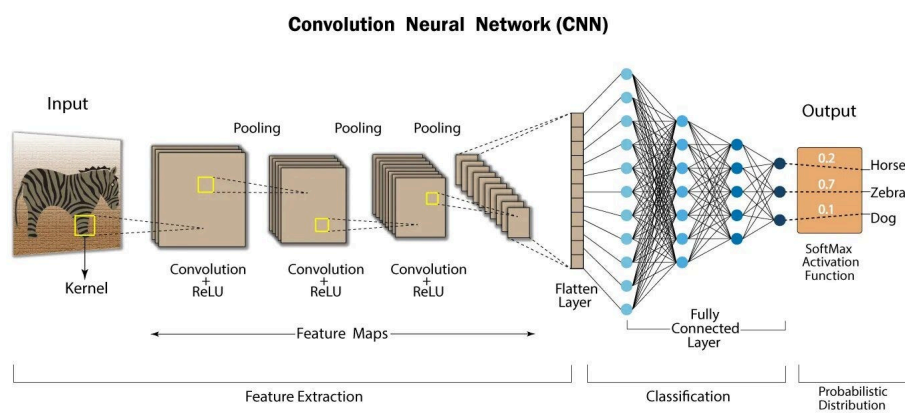 Convolution Neural Network (CNN)
Input
Kernel
Pooling
Pooling
Pooling
Convolution
+
ReLU
Convolution
+
ReLU
Convolution
+
ReLU
Feature Maps
Flatten
Layer
Fully
Connected
Layer
Output
0.2
0.7
0.1
Horse
Zebra
Dog
SoftMax
Activation
Function
Feature Extraction
Classification
Probabilistic
Distribution